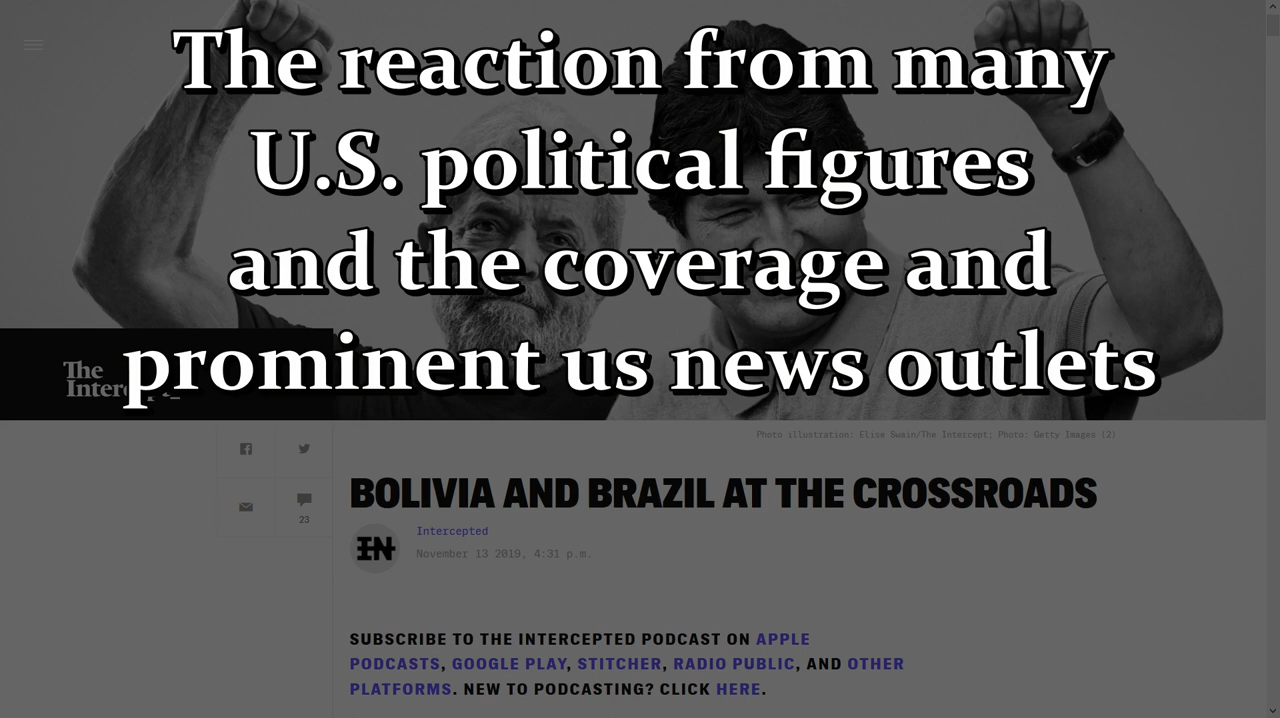 The reaction from many
U.S. political figures
and the coverage and
prominent us news outlets
The
Photo illustration: Elise Swain/The Intercept; Photo: Getty Images (2)
23
BOLIVIA AND BRAZIL AT THE CROSSROADS
IN
Intercepted
November 13 2019, 4:31 p.m.
SUBSCRIBE TO THE INTERCEPTED PODCAST ON APPLE
PODCASTS, GOOGLE PLAY, STITCHER, RADIO PUBLIC, AND OTHER
PLATFORMS. NEW TO PODCASTING? CLICK HERE.